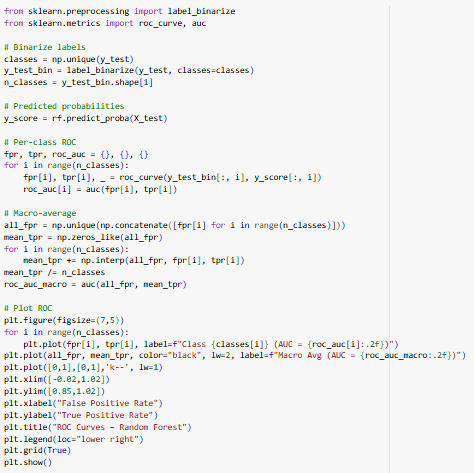 from sklearn.preprocessing import label_binarize
from sklearn.metrics import roc_curve, auc

# Binarize labels
classes = np.unique(y_test)
y_test_bin = label_binarize(y_test, classes=classes)
n_classes = y_test_bin.shape[1]

# Predicted probabilities
y_score = rf.predict_proba(X_test)

# Per-class ROC
fpr, tpr, roc_auc = {}, {}, {}
for i in range(n_classes):
    fpr[i], tpr[i], _ = roc_curve(y_test_bin[:, i], y_score[:, i])
    roc_auc[i] = auc(fpr[i], tpr[i])

# Macro-average
all_fpr = np.unique(np.concatenate([fpr[i] for i in range(n_classes)]))
mean_tpr = np.zeros_like(all_fpr)
for i in range(n_classes):
    mean_tpr += np.interp(all_fpr, fpr[i], tpr[i])
mean_tpr /= n_classes
roc_auc_macro = auc(all_fpr, mean_tpr)

# Plot ROC
plt.figure(figsize=(7,5))
for i in range(n_classes):
    plt.plot(fpr[i], tpr[i], label=f"Class {classes[i]} (AUC = {roc_auc[i]:.2f})")
plt.plot(all_fpr, mean_tpr, color="black", lw=2, label=f"Macro Avg (AUC = {roc_auc_macro:.2f})")
plt.plot([0,1],[0,1],'k--', lw=1)
plt.xlim([-0.02,1.02])
plt.ylim([0.85,1.02])
plt.xlabel("False Positive Rate")
plt.ylabel("True Positive Rate")
plt.title("ROC Curves – Random Forest")
plt.legend(loc="lower right")
plt.grid(True)
plt.show()